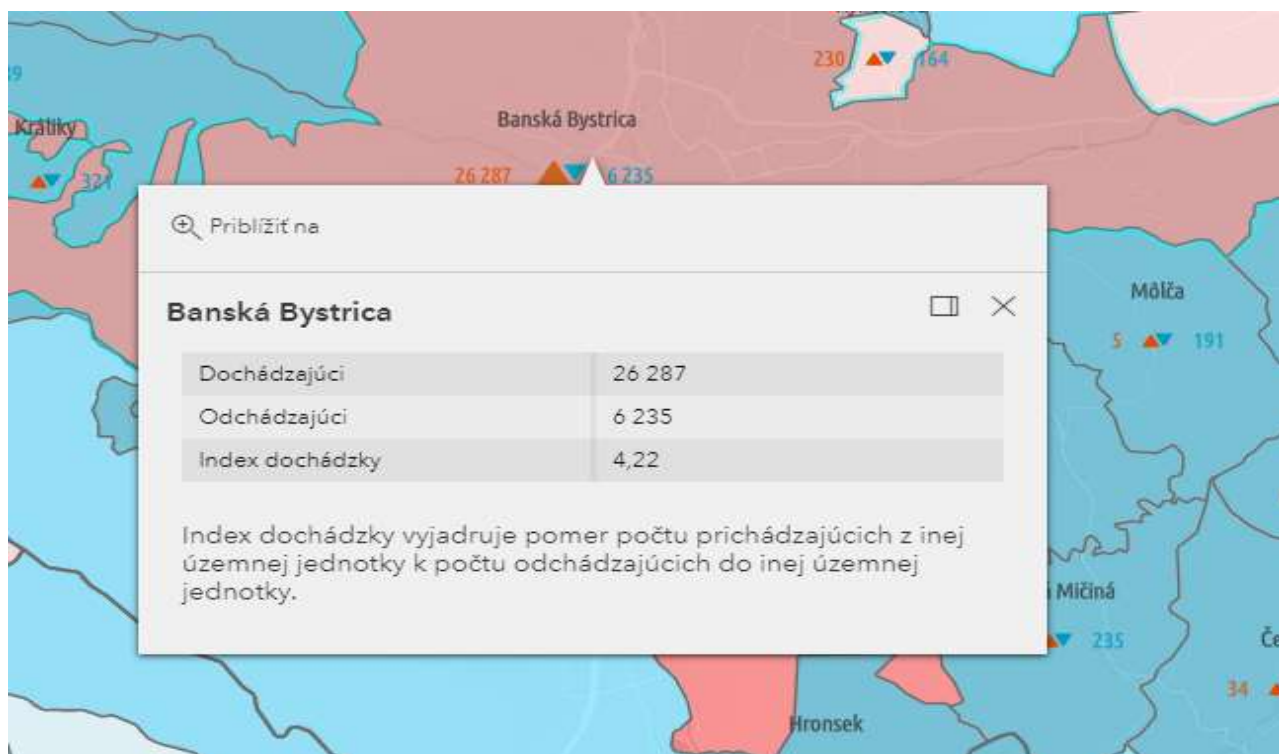 230 164
Králiky
Banská Bystrica
321
26 287 6 235
Priblížiť na
Banská Bystrica
Môlča
5 191
Dochádzajúci 26 287
Odchádzajúci 6 235
Index dochádzky 4,22
Index dochádzky vyjadruje pomer počtu prichádzajúcich z inej
územnej jednotky k počtu odchádzajúcich do inej územnej
jednotky.
Mičiná
235
34
Hronsek